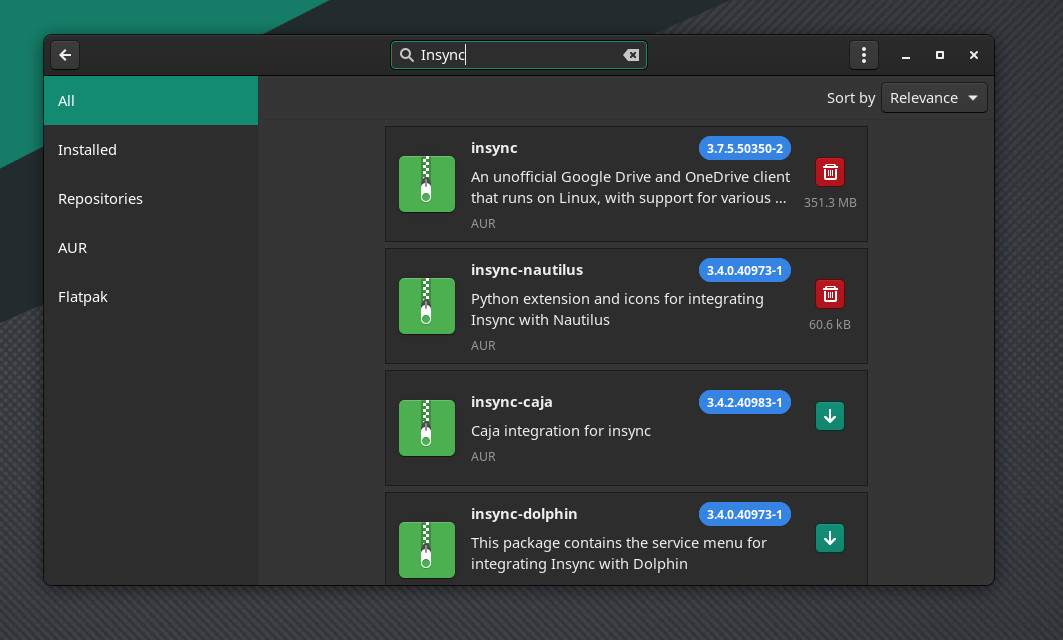 Insync
All
Installed
Repositories
AUR
Flatpak
Sort by Relevance
insync 3.7.5.50350-2
An unofficial Google Drive and OneDrive client
that runs on Linux, with support for various ...
351.3 MB
AUR
insync-nautilus 3.4.0.40973-1
Python extension and icons for integrating
Insync with Nautilus
60.6 kB
AUR
insync-caja 3.4.2.40983-1
Caja integration for insync
AUR
insync-dolphin 3.4.0.40973-1
This package contains the service menu for
integrating Insync with Dolphin